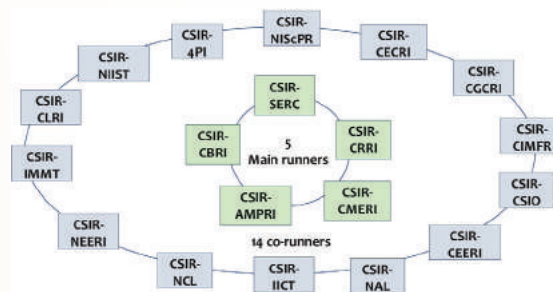 CSIR-
NIScPR
CSIR-
4PI
CSIR-
CECRI
CSIR-
NIIST
CSIR-
CGCRI
CSIR-
SERC
CSIR-
CLRI
CSIR-
CIMFR
5
Main runners
CSIR-
CBRI
CSIR-
CRRI
CSIR-
IMMT
CSIR-
CSIO
CSIR-
AMPRI
CSIR-
CMERI
CSIR-
NEERI
14 co-runners
CSIR-
CEERI
CSIR-
NCL
CSIR-
IICT
CSIR-
NAL